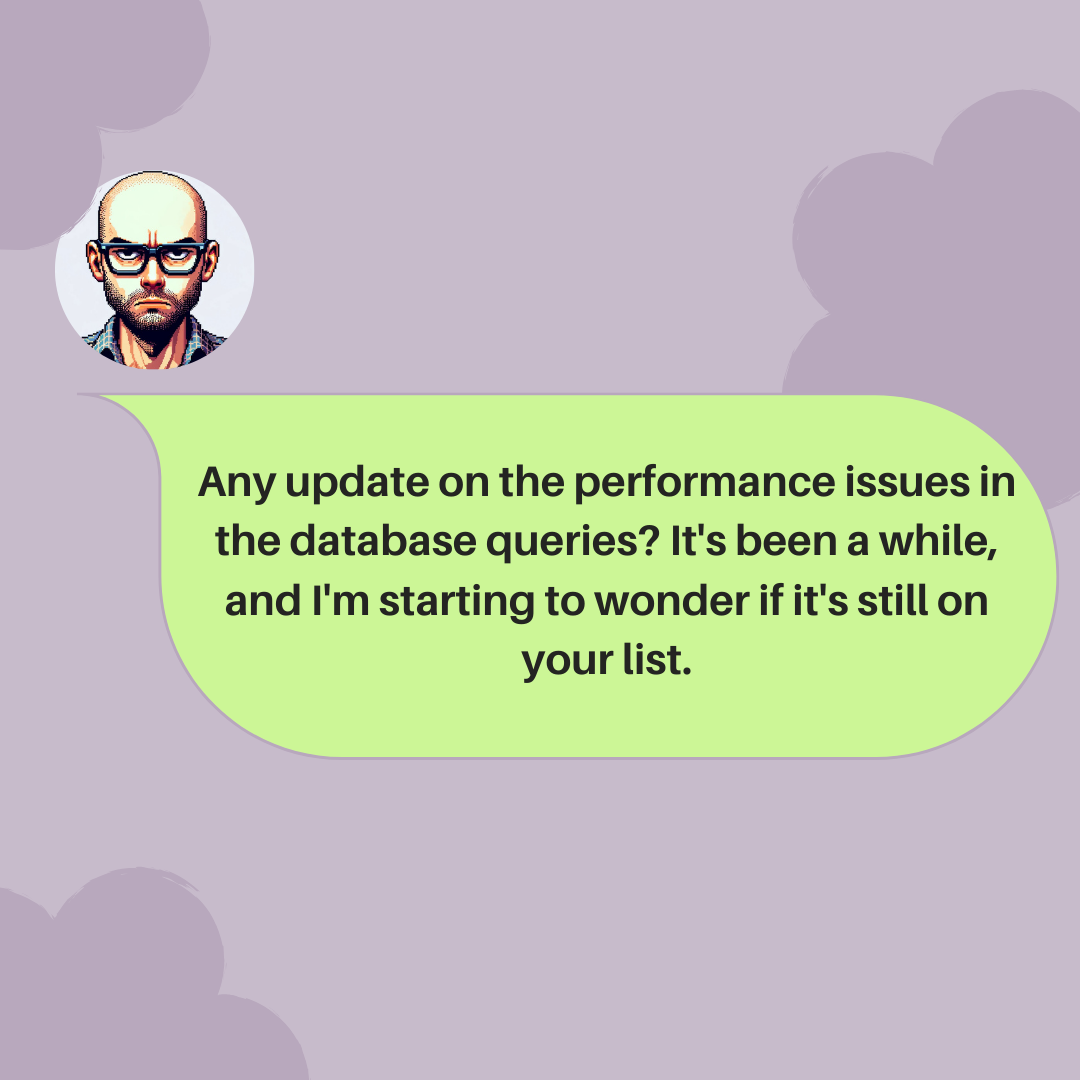 Any update on the performance issues in
the database queries? It's been a while,
and I'm starting to wonder if it's still on
your list.